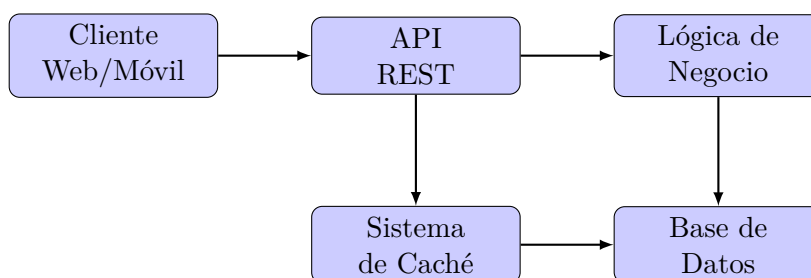 Cliente
Web/Móvil
API
REST
Lógica de
Negocio
Sistema
de Caché
Base de
Datos